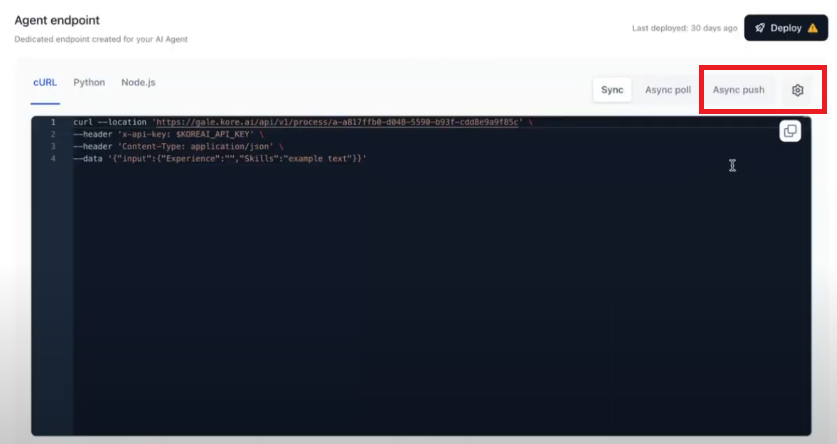 Agent endpoint
Dedicated endpoint created for your AI Agent
Last deployed: 30 days ago
Deploy
cURL Python Node.js
Sync Async poll Async push
1 curl --location 'https://gale.kore.ai/api/v1/process/a-a817ffb0-d048-5590-b93f-cdd8e9a9f85c' \
2 --header 'x-api-key: $KOREAI_API_KEY' \
3 --header 'Content-Type: application/json' \
4 --data '{"input":{"Experience":"","Skills":"example text"}}'